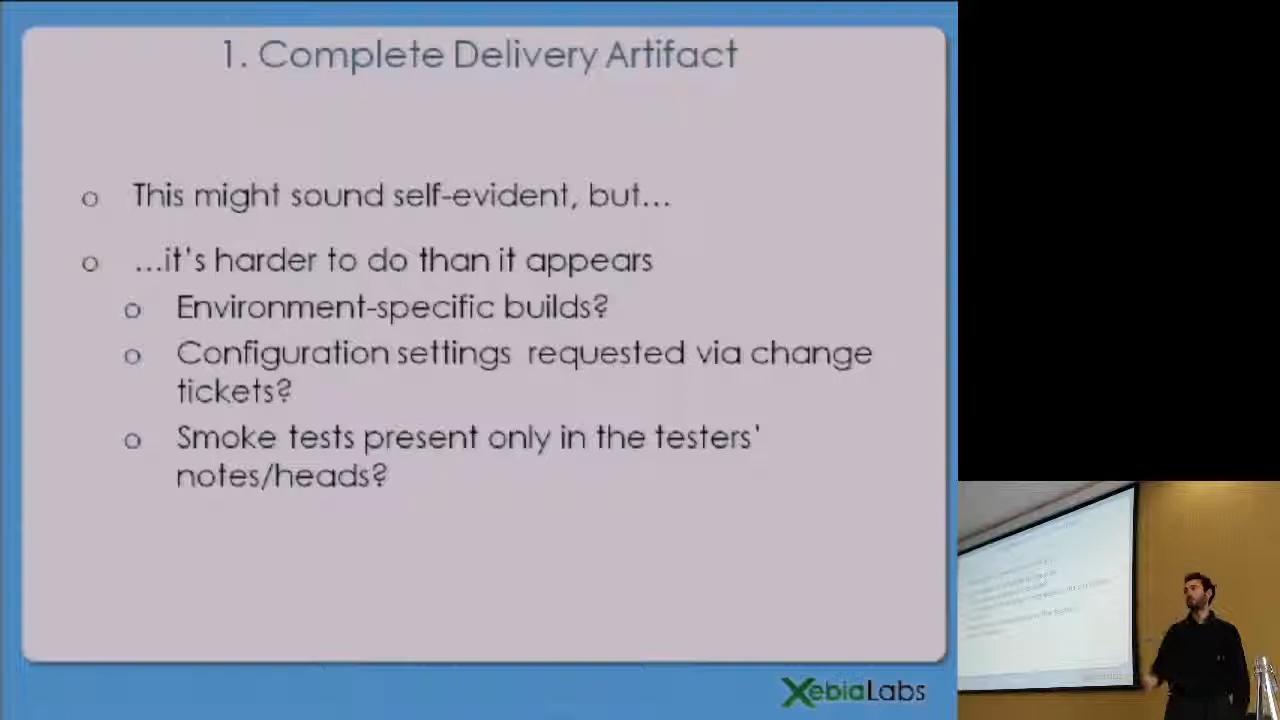 1. Complete Delivery Artifact
o This might sound self-evident, but...
o ...it's harder to do than it appears
o Environment-specific builds?
o Configuration settings requested via change
tickets?
o Smoke tests present only in the testers'
notes/heads?
XebiaLabs